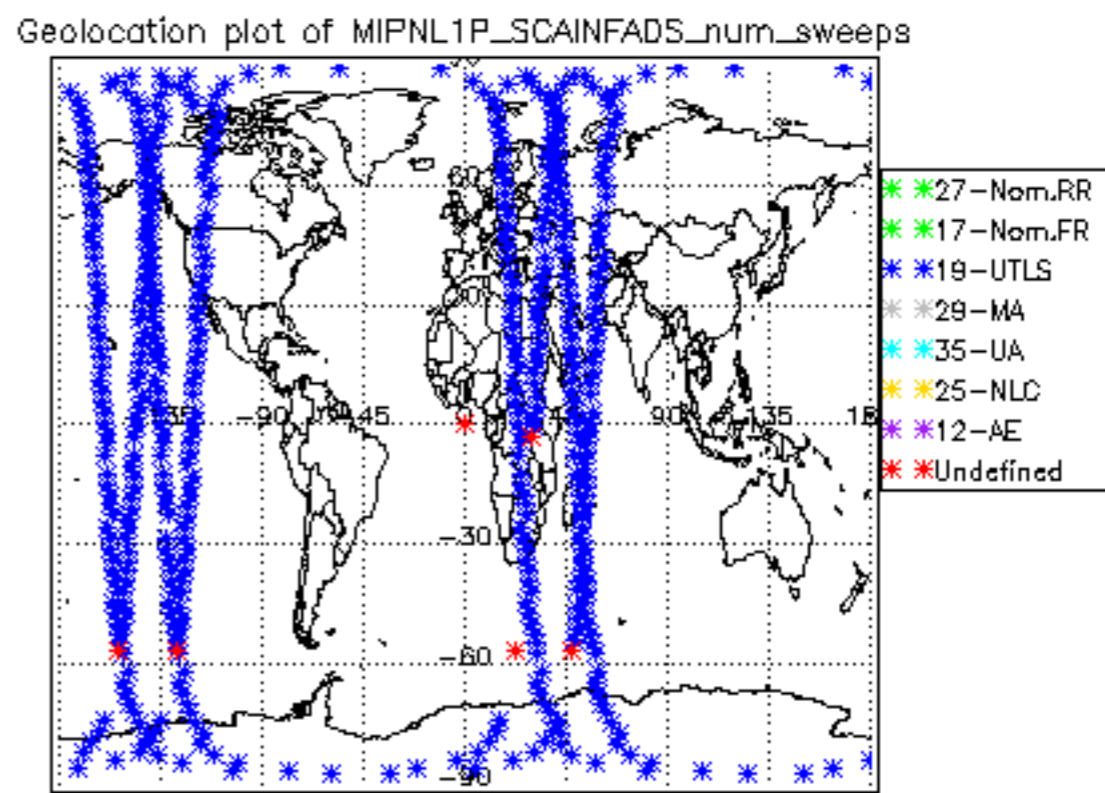 Geolocation plot of MIPNL1P_SCAINFADS_num_sweeps
60
-90
-45
45
90
135
-30
-60
-90
27-Nom.RR
17-Nom.FR
19-UTLS
29-MA
35-UA
25-NLC
12-AE
Undefined